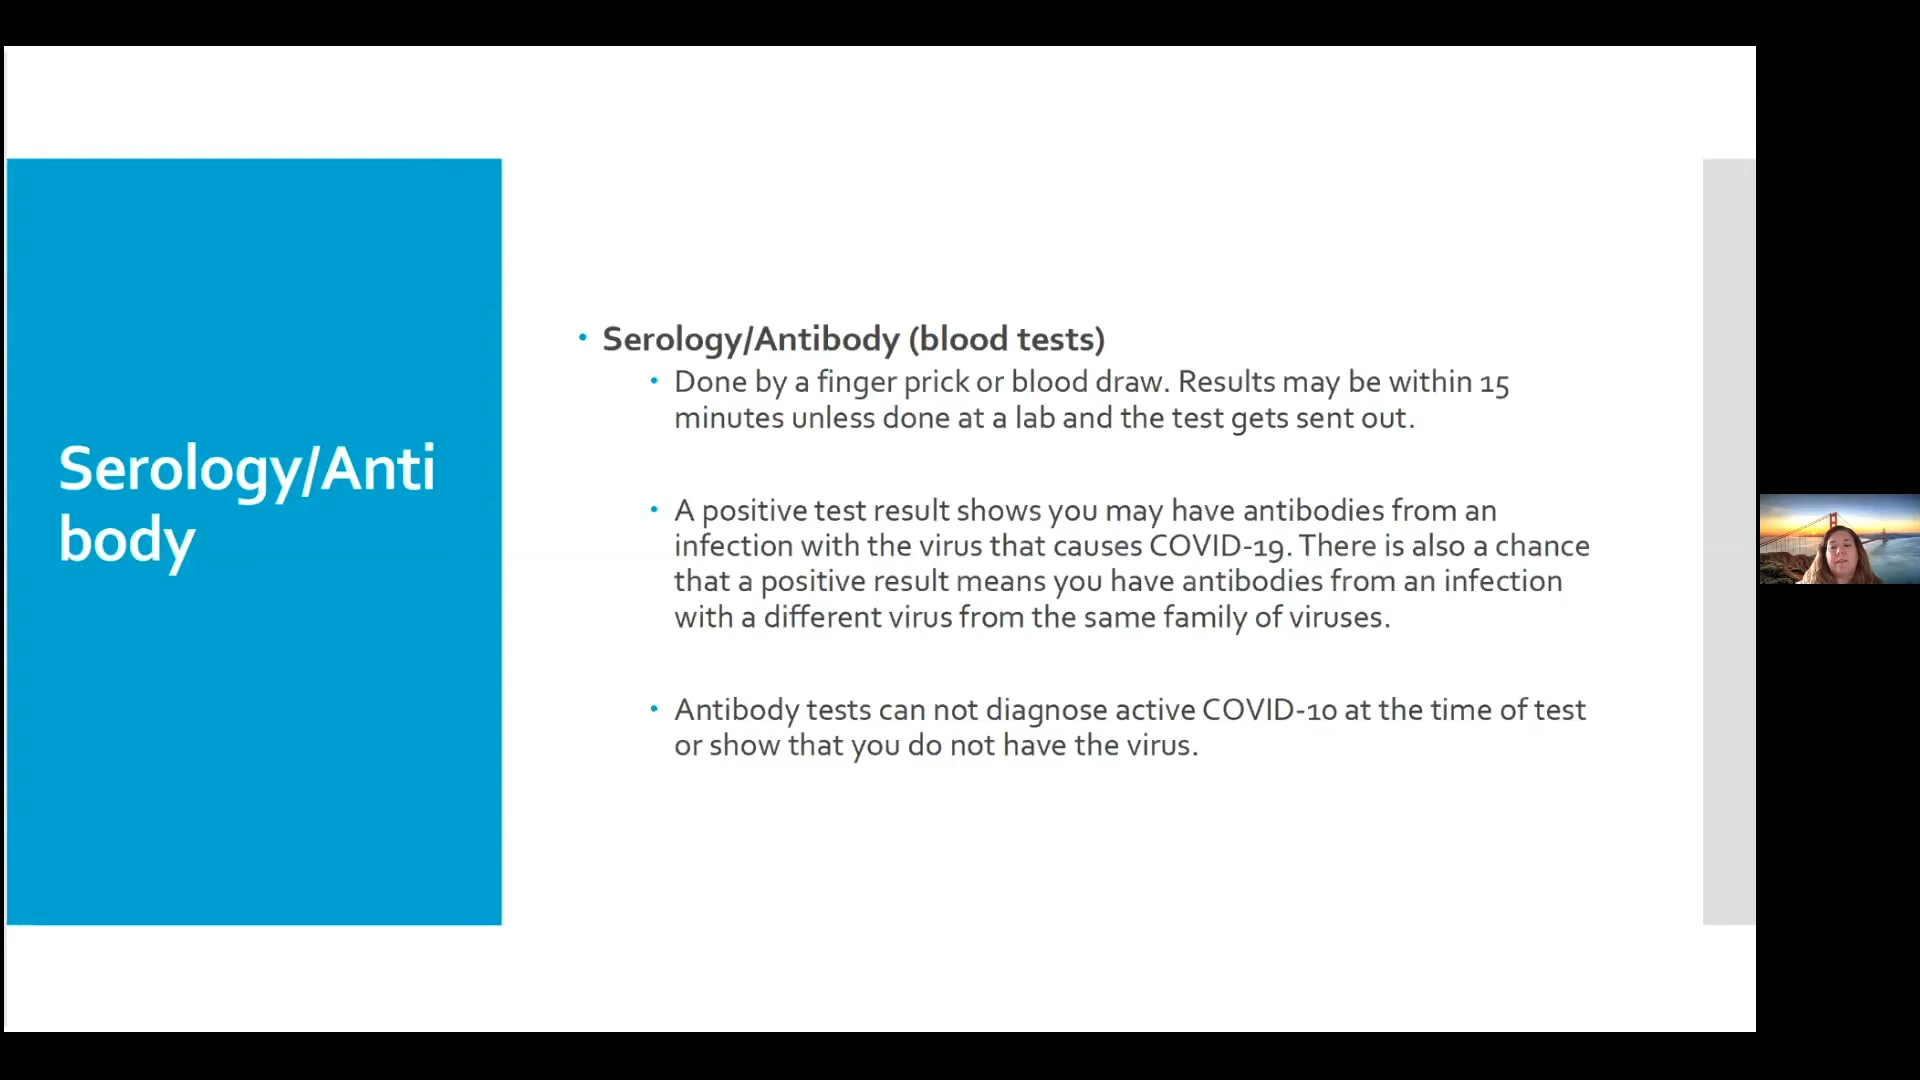 Serology/Anti
body
• Serology/Antibody (blood tests)
• Done by a finger prick or blood draw. Results may be within 15
minutes unless done at a lab and the test gets sent out.
• A positive test result shows you may have antibodies from an
infection with the virus that causes COVID-19. There is also a chance
that a positive result means you have antibodies from an infection
with a different virus from the same family of viruses.
• Antibody tests can not diagnose active COVID-10 at the time of test
or show that you do not have the virus.